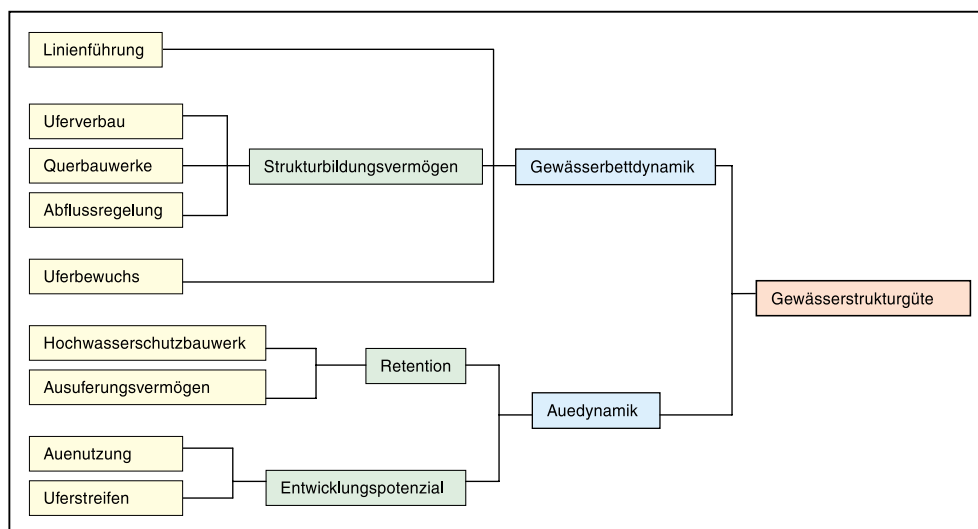 Linienführung
Uferverbau
Querbauwerke
Strukturbildungsvermögen
Gewässerbettdynamik
Abflussregelung
Uferbewuchs
Gewässerstrukturgüte
Hochwasserschutzbauwerk
Retention
Ausuferungsvermögen
Auedynamik
Auenutzung
Entwicklungspotenzial
Uferstreifen